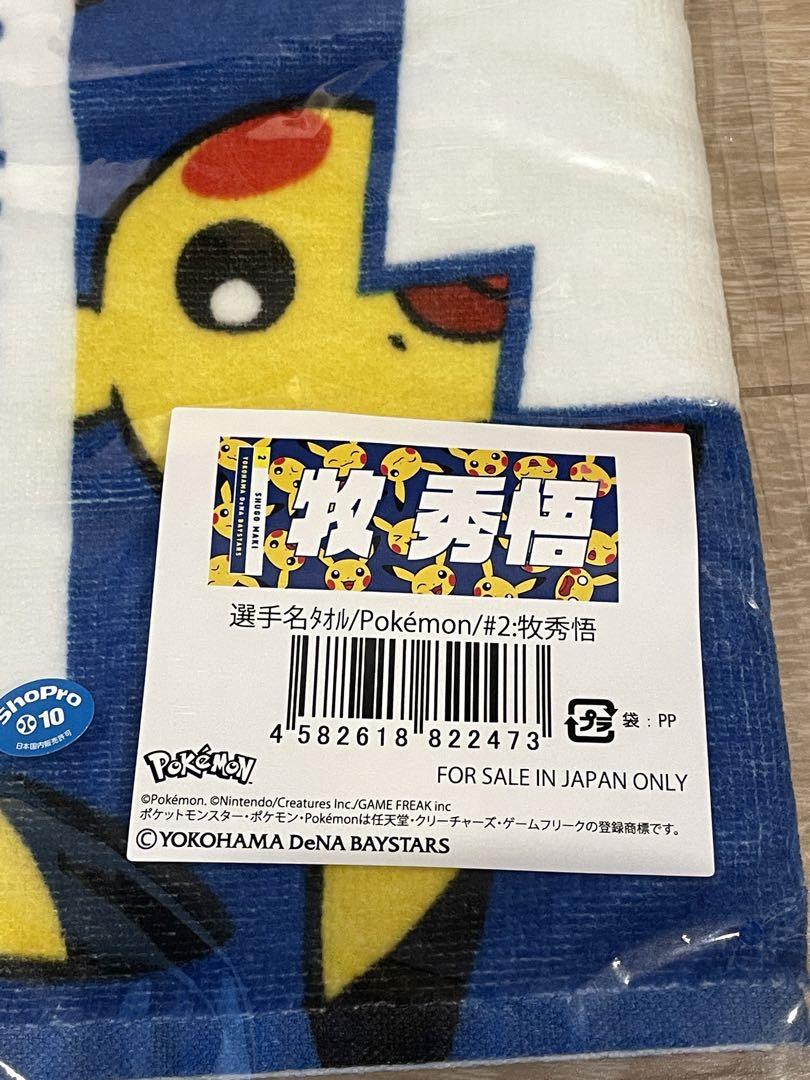 牧 秀悟
2
SHUGO MAKI
YOKOHAMA DeNA BAYSTARS
選手名ﾀｵﾙ/Pokémon/#2:牧秀悟
4 582618 822473
プラ 袋：PP
ShoPro
10
日本国内販売許可
POKéMON
FOR SALE IN JAPAN ONLY
©Pokémon. ©Nintendo/Creatures Inc./GAME FREAK inc
ポケットモンスター・ポケモン・Pokémonは任天堂・クリーチャーズ・ゲームフリークの登録商標です。
©YOKOHAMA DeNA BAYSTARS